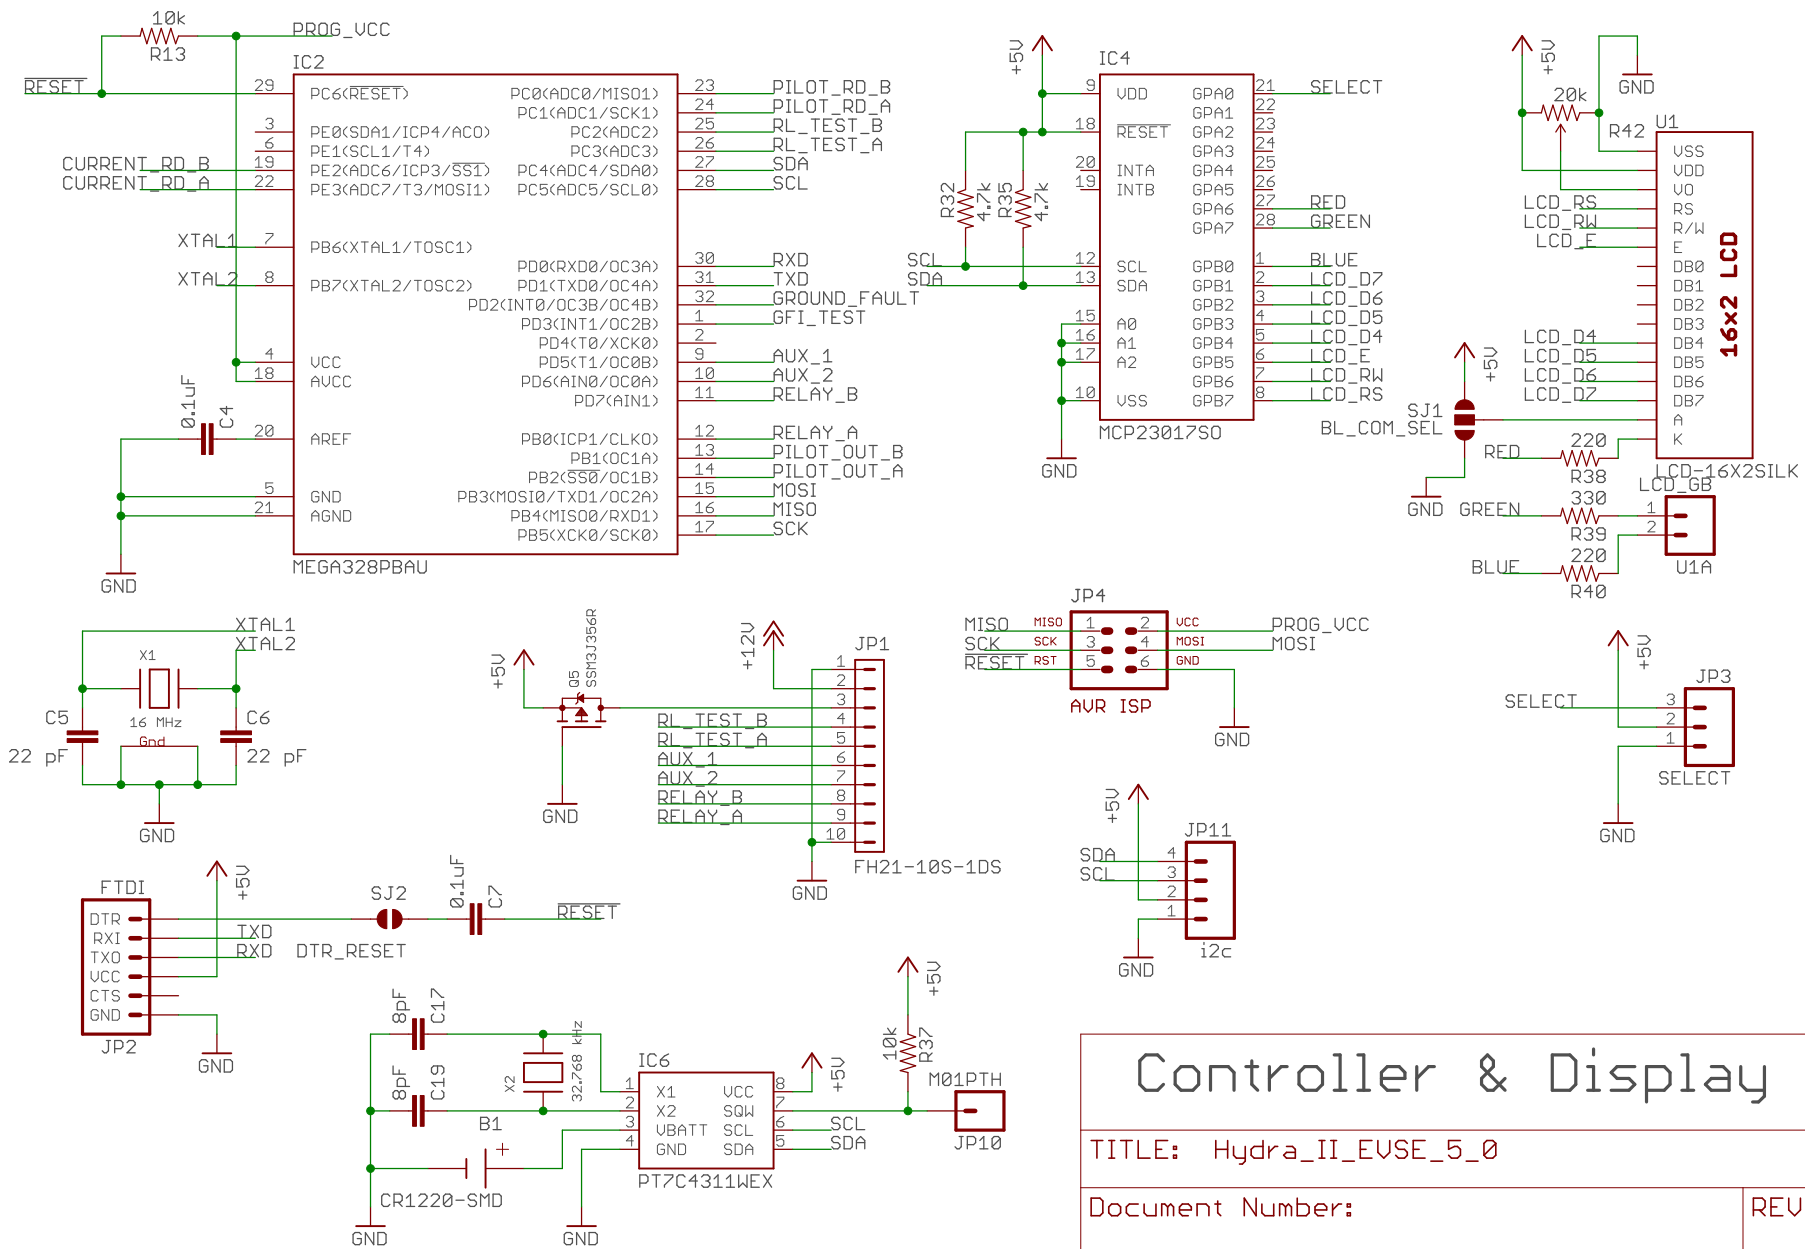 10k
R13
PROG_VCC
RESET
IC2
29 PC6(RESET)
3 PE0(SDA1/ICP4/ACO)
6 PE1(SCL1/T4)
CURRENT_RD_B 19 PE2(ADC6/ICP3/SS1)
CURRENT_RD_A 22 PE3(ADC7/T3/MOSI1)
XTAL1 7 PB6(XTAL1/TOSC1)
XTAL2 8 PB7(XTAL2/TOSC2)
4 VCC
18 AVCC
0.1uF
C4
20 AREF
5 GND
21 AGND
GND
PC0(ADC0/MISO1) 23 PILOT_RD_B
PC1(ADC1/SCK1) 24 PILOT_RD_A
PC2(ADC2) 25 RL_TEST_B
PC3(ADC3) 26 RL_TEST_A
PC4(ADC4/SDA0) 27 SDA
PC5(ADC5/SCL0) 28 SCL
PD0(RXD0/OC3A) 30 RXD
PD1(TXD0/OC4A) 31 TXD
PD2(INT0/OC3B/OC4B) 32 GROUND_FAULT
PD3(INT1/OC2B) 1 GFI_TEST
PD4(T0/XCK0) 2
PD5(T1/OC0B) 9 AUX_1
PD6(AIN0/OC0A) 10 AUX_2
PD7(AIN1) 11 RELAY_B
PB0(ICP1/CLKO) 12 RELAY_A
PB1(OC1A) 13 PILOT_OUT_B
PB2(SS0/OC1B) 14 PILOT_OUT_A
PB3(MOSI0/TXD1/OC2A) 15 MOSI
PB4(MISO0/RXD1) 16 MISO
PB5(XCK0/SCK0) 17 SCK
MEGA328PBAU
+5V
IC4
9 VDD
18 RESET
20 INTA
19 INTB
R32
4.7k
R35
4.7k
SCL 12 SCL
SDA 13 SDA
15 A0
16 A1
17 A2
10 VSS
GND
GPA0 21 SELECT
GPA1 22
GPA2 23
GPA3 24
GPA4 25
GPA5 26
GPA6 27 RED
GPA7 28 GREEN
GPB0 1 BLUE
GPB1 2 LCD_D7
GPB2 3 LCD_D6
GPB3 4 LCD_D5
GPB4 5 LCD_D4
GPB5 6 LCD_E
GPB6 7 LCD_RW
GPB7 8 LCD_RS
MCP23017SO
+5V
GND
20k
R42
U1
VSS
VDD
VO
LCD_RS RS
LCD_RW R/W
LCD_E E
DB0
DB1
DB2
DB3
LCD_D4 DB4
LCD_D5 DB5
LCD_D6 DB6
LCD_D7 DB7
A
K
16x2 LCD
LCD-16X2SILK
+5V
SJ1
BL_COM_SEL
GND
RED 220
R38
GREEN 330
R39
BLUE 220
R40
LCD_GB
1
2
U1A
XTAL1
XTAL2
X1
16 MHz
Gnd
C5
22 pF
C6
22 pF
GND
+5V
Q5
SSM3J356R
GND
+12V
JP1
1
2
3
RL_TEST_B 4
RL_TEST_A 5
AUX_1 6
AUX_2 7
RELAY_B 8
RELAY_A 9
10
FH21-10S-1DS
GND
JP4
MISO MISO 1 2 VCC PROG_VCC
SCK SCK 3 4 MOSI MOSI
RESET RST 5 6 GND
AVR ISP
GND
+5V
JP3
SELECT 3
2
1
SELECT
GND
+5V
JP11
SDA 4
SCL 3
2
1
i2c
GND
FTDI
+5V
DTR
RXI TXD
TXO RXD
VCC
CTS
GND
JP2
GND
SJ2
DTR_RESET
0.1uF
C7
RESET
8pF
C17
8pF
C19
X2
32.768 kHz
B1
+
CR1220-SMD
GND
GND
IC6
1 X1
2 X2
3 VBATT
4 GND
VCC 8
SQW 7
SCL 6 SCL
SDA 5 SDA
PT7C4311WEX
+5V
+5V
10k
R37
M01PTH
JP10
Controller & Display
TITLE: Hydra_II_EVSE_5_0
Document Number:
REV